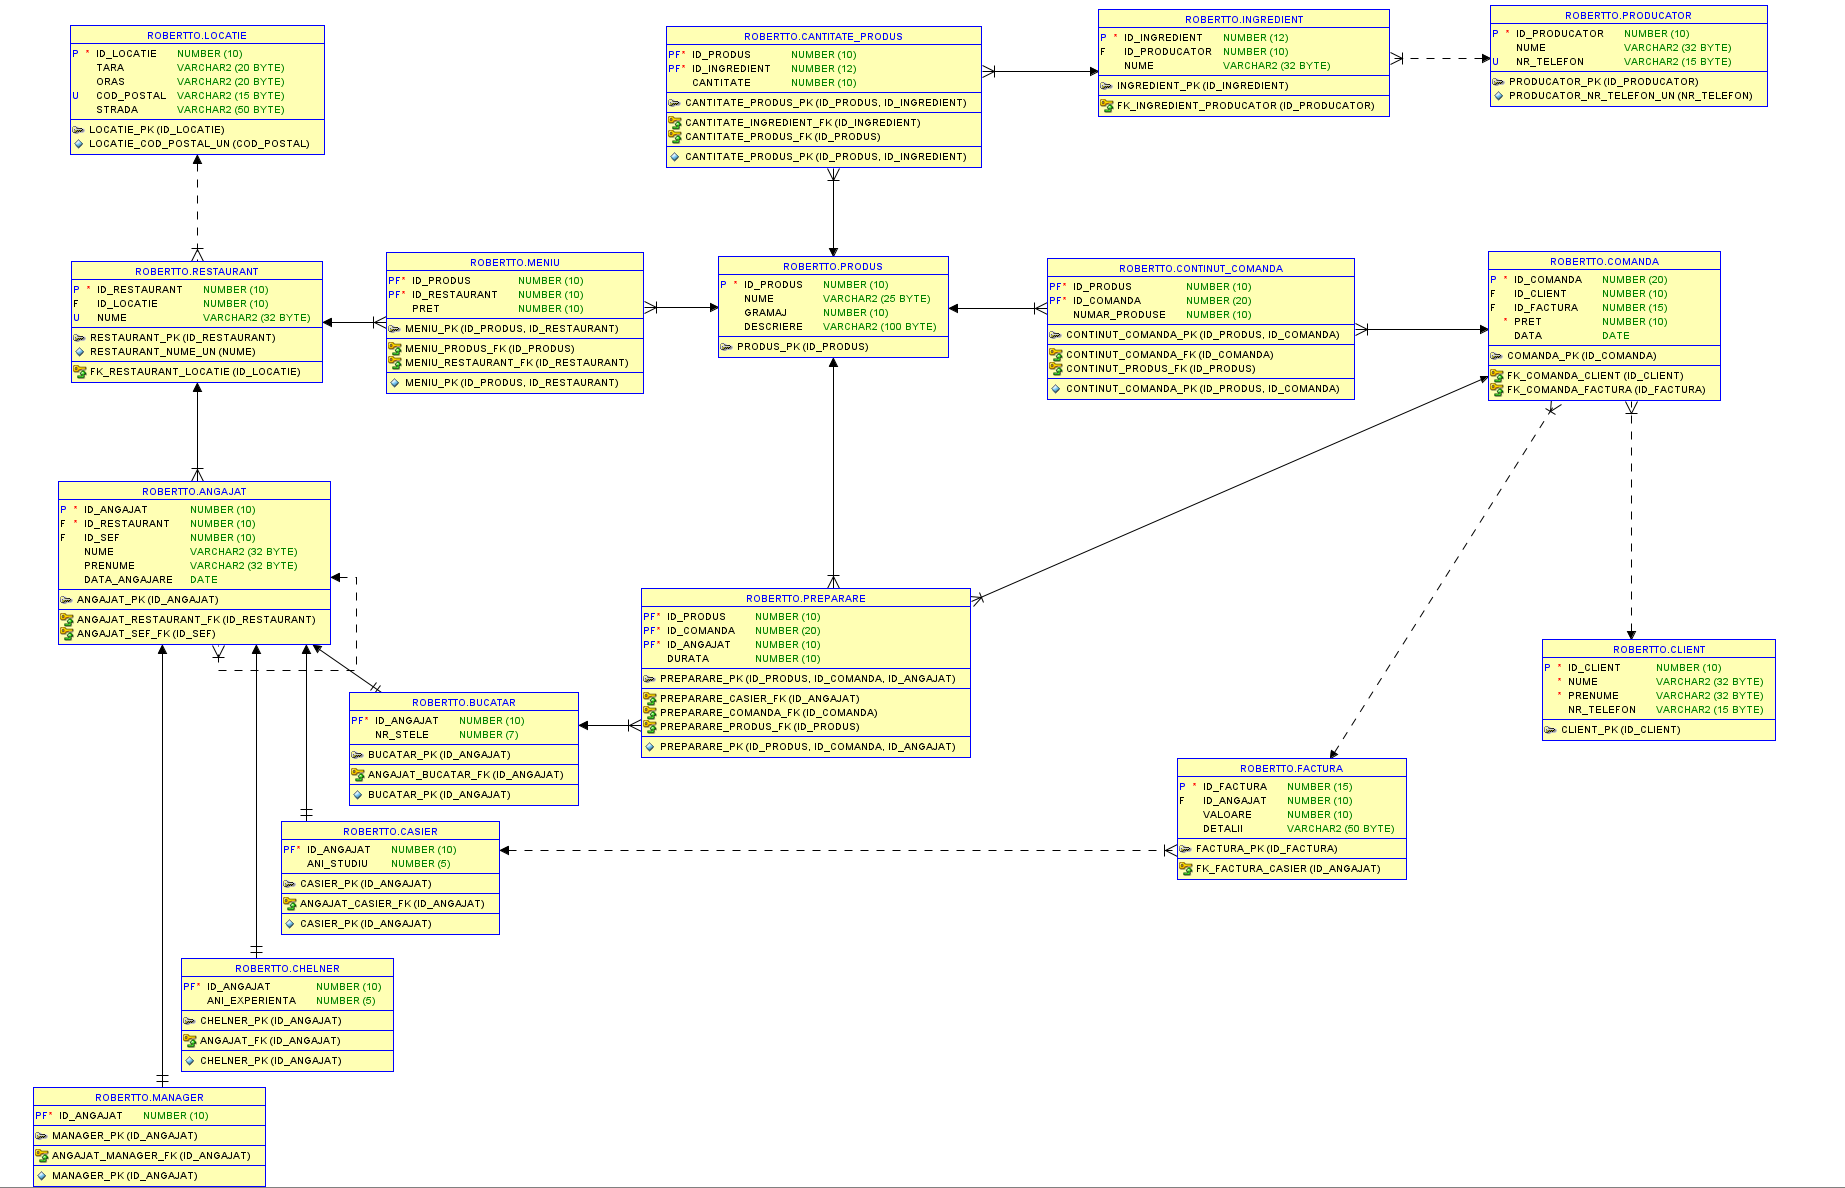 ROBERTTO.LOCATIE
P * ID_LOCATIE NUMBER (10)
TARA VARCHAR2 (20 BYTE)
ORAS VARCHAR2 (20 BYTE)
U COD_POSTAL VARCHAR2 (15 BYTE)
STRADA VARCHAR2 (50 BYTE)
LOCATIE_PK (ID_LOCATIE)
LOCATIE_COD_POSTAL_UN (COD_POSTAL)
ROBERTTO.CANTITATE_PRODUS
PF* ID_PRODUS NUMBER (10)
PF* ID_INGREDIENT NUMBER (12)
CANTITATE NUMBER (10)
CANTITATE_PRODUS_PK (ID_PRODUS, ID_INGREDIENT)
CANTITATE_INGREDIENT_FK (ID_INGREDIENT)
CANTITATE_PRODUS_FK (ID_PRODUS)
CANTITATE_PRODUS_PK (ID_PRODUS, ID_INGREDIENT)
ROBERTTO.INGREDIENT
P * ID_INGREDIENT NUMBER (12)
F ID_PRODUCATOR NUMBER (10)
NUME VARCHAR2 (32 BYTE)
INGREDIENT_PK (ID_INGREDIENT)
FK_INGREDIENT_PRODUCATOR (ID_PRODUCATOR)
ROBERTTO.PRODUCATOR
P * ID_PRODUCATOR NUMBER (10)
NUME VARCHAR2 (32 BYTE)
U NR_TELEFON VARCHAR2 (15 BYTE)
PRODUCATOR_PK (ID_PRODUCATOR)
PRODUCATOR_NR_TELEFON_UN (NR_TELEFON)
ROBERTTO.RESTAURANT
P * ID_RESTAURANT NUMBER (10)
F ID_LOCATIE NUMBER (10)
U NUME VARCHAR2 (32 BYTE)
RESTAURANT_PK (ID_RESTAURANT)
RESTAURANT_NUME_UN (NUME)
FK_RESTAURANT_LOCATIE (ID_LOCATIE)
ROBERTTO.MENIU
PF* ID_PRODUS NUMBER (10)
PF* ID_RESTAURANT NUMBER (10)
PRET NUMBER (10)
MENIU_PK (ID_PRODUS, ID_RESTAURANT)
MENIU_PRODUS_FK (ID_PRODUS)
MENIU_RESTAURANT_FK (ID_RESTAURANT)
MENIU_PK (ID_PRODUS, ID_RESTAURANT)
ROBERTTO.PRODUS
P * ID_PRODUS NUMBER (10)
NUME VARCHAR2 (25 BYTE)
GRAMAJ NUMBER (10)
DESCRIERE VARCHAR2 (100 BYTE)
PRODUS_PK (ID_PRODUS)
ROBERTTO.CONTINUT_COMANDA
PF* ID_PRODUS NUMBER (10)
PF* ID_COMANDA NUMBER (20)
NUMAR_PRODUSE NUMBER (10)
CONTINUT_COMANDA_PK (ID_PRODUS, ID_COMANDA)
CONTINUT_COMANDA_FK (ID_COMANDA)
CONTINUT_PRODUS_FK (ID_PRODUS)
CONTINUT_COMANDA_PK (ID_PRODUS, ID_COMANDA)
ROBERTTO.COMANDA
P * ID_COMANDA NUMBER (20)
F ID_CLIENT NUMBER (10)
F ID_FACTURA NUMBER (15)
* PRET NUMBER (10)
DATA DATE
COMANDA_PK (ID_COMANDA)
FK_COMANDA_CLIENT (ID_CLIENT)
FK_COMANDA_FACTURA (ID_FACTURA)
ROBERTTO.ANGAJAT
P * ID_ANGAJAT NUMBER (10)
F * ID_RESTAURANT NUMBER (10)
F ID_SEF NUMBER (10)
NUME VARCHAR2 (32 BYTE)
PRENUME VARCHAR2 (32 BYTE)
DATA_ANGAJARE DATE
ANGAJAT_PK (ID_ANGAJAT)
ANGAJAT_RESTAURANT_FK (ID_RESTAURANT)
ANGAJAT_SEF_FK (ID_SEF)
ROBERTTO.PREPARARE
PF* ID_PRODUS NUMBER (10)
PF* ID_COMANDA NUMBER (20)
PF* ID_ANGAJAT NUMBER (10)
DURATA NUMBER (10)
PREPARARE_PK (ID_PRODUS, ID_COMANDA, ID_ANGAJAT)
PREPARARE_CASIER_FK (ID_ANGAJAT)
PREPARARE_COMANDA_FK (ID_COMANDA)
PREPARARE_PRODUS_FK (ID_PRODUS)
PREPARARE_PK (ID_PRODUS, ID_COMANDA, ID_ANGAJAT)
ROBERTTO.CLIENT
P * ID_CLIENT NUMBER (10)
* NUME VARCHAR2 (32 BYTE)
* PRENUME VARCHAR2 (32 BYTE)
NR_TELEFON VARCHAR2 (15 BYTE)
CLIENT_PK (ID_CLIENT)
ROBERTTO.BUCATAR
PF* ID_ANGAJAT NUMBER (10)
NR_STELE NUMBER (7)
BUCATAR_PK (ID_ANGAJAT)
ANGAJAT_BUCATAR_FK (ID_ANGAJAT)
BUCATAR_PK (ID_ANGAJAT)
ROBERTTO.FACTURA
P * ID_FACTURA NUMBER (15)
F ID_ANGAJAT NUMBER (10)
VALOARE NUMBER (10)
DETALII VARCHAR2 (50 BYTE)
FACTURA_PK (ID_FACTURA)
FK_FACTURA_CASIER (ID_ANGAJAT)
ROBERTTO.CASIER
PF* ID_ANGAJAT NUMBER (10)
ANI_STUDIU NUMBER (5)
CASIER_PK (ID_ANGAJAT)
ANGAJAT_CASIER_FK (ID_ANGAJAT)
CASIER_PK (ID_ANGAJAT)
ROBERTTO.CHELNER
PF* ID_ANGAJAT NUMBER (10)
ANI_EXPERIENTA NUMBER (5)
CHELNER_PK (ID_ANGAJAT)
ANGAJAT_FK (ID_ANGAJAT)
CHELNER_PK (ID_ANGAJAT)
ROBERTTO.MANAGER
PF* ID_ANGAJAT NUMBER (10)
MANAGER_PK (ID_ANGAJAT)
ANGAJAT_MANAGER_FK (ID_ANGAJAT)
MANAGER_PK (ID_ANGAJAT)